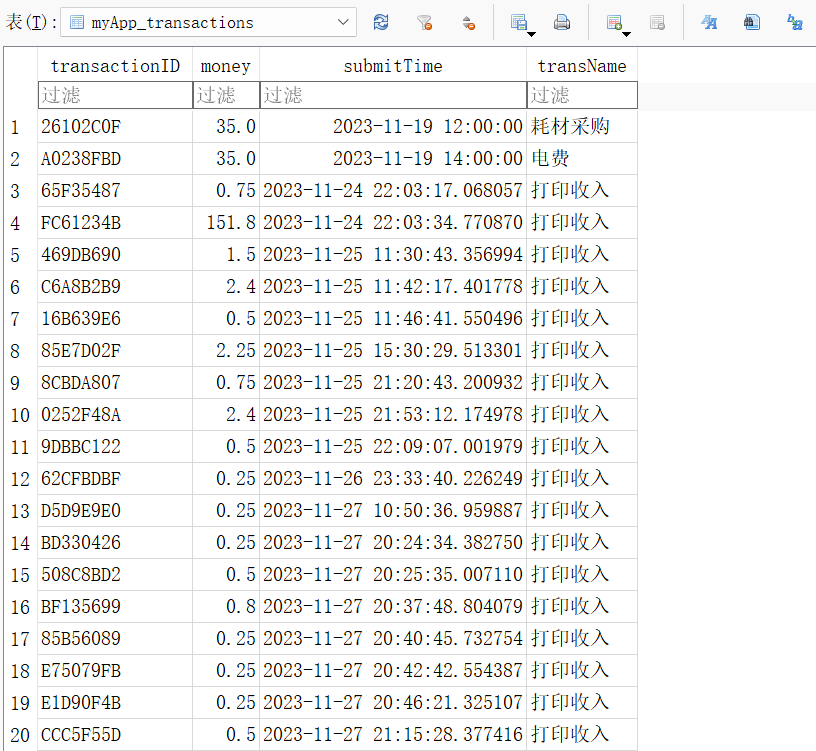 表(T): myApp_transactions
transactionID money submitTime transName
过滤 过滤 过滤 过滤
1 26102C0F 35.0 2023-11-19 12:00:00 耗材采购
2 A0238FBD 35.0 2023-11-19 14:00:00 电费
3 65F35487 0.75 2023-11-24 22:03:17.068057 打印收入
4 FC61234B 151.8 2023-11-24 22:03:34.770870 打印收入
5 469DB690 1.5 2023-11-25 11:30:43.356994 打印收入
6 C6A8B2B9 2.4 2023-11-25 11:42:17.401778 打印收入
7 16B639E6 0.5 2023-11-25 11:46:41.550496 打印收入
8 85E7D02F 2.25 2023-11-25 15:30:29.513301 打印收入
9 8CBDA807 0.75 2023-11-25 21:20:43.200932 打印收入
10 0252F48A 2.4 2023-11-25 21:53:12.174978 打印收入
11 9DBBC122 0.5 2023-11-25 22:09:07.001979 打印收入
12 62CFBDBF 0.25 2023-11-26 23:33:40.226249 打印收入
13 D5D9E9E0 0.25 2023-11-27 10:50:36.959887 打印收入
14 BD330426 0.25 2023-11-27 20:24:34.382750 打印收入
15 508C8BD2 0.5 2023-11-27 20:25:35.007110 打印收入
16 BF135699 0.8 2023-11-27 20:37:48.804079 打印收入
17 85B56089 0.25 2023-11-27 20:40:45.732754 打印收入
18 E75079FB 0.25 2023-11-27 20:42:42.554387 打印收入
19 E1D90F4B 0.25 2023-11-27 20:46:21.325107 打印收入
20 CCC5F55D 0.5 2023-11-27 21:15:28.377416 打印收入